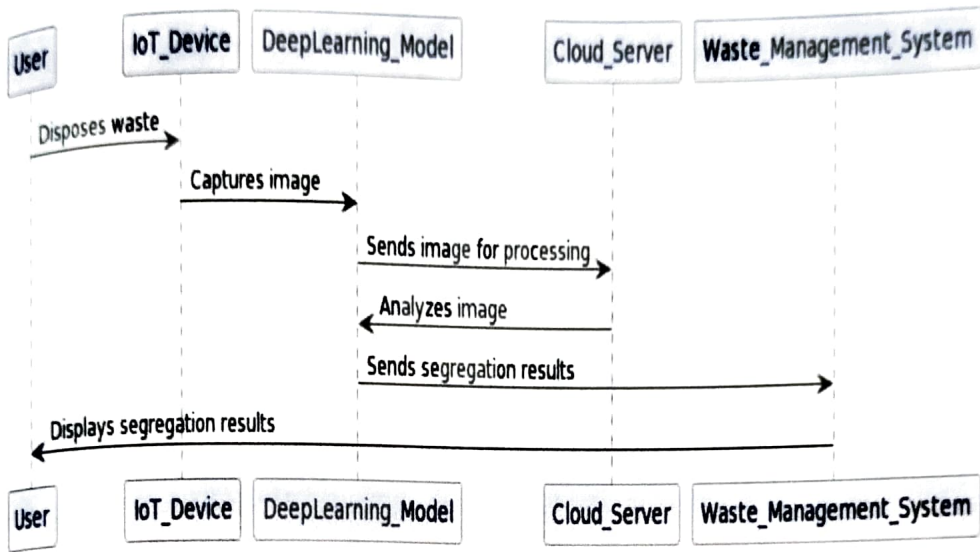 User IoT_Device DeepLearning_Model Cloud_Server Waste_Management_System
Disposes waste
Captures image
Sends image for processing
Analyzes image
Sends segregation results
Displays segregation results
User IoT_Device DeepLearning_Model Cloud_Server Waste_Management_System